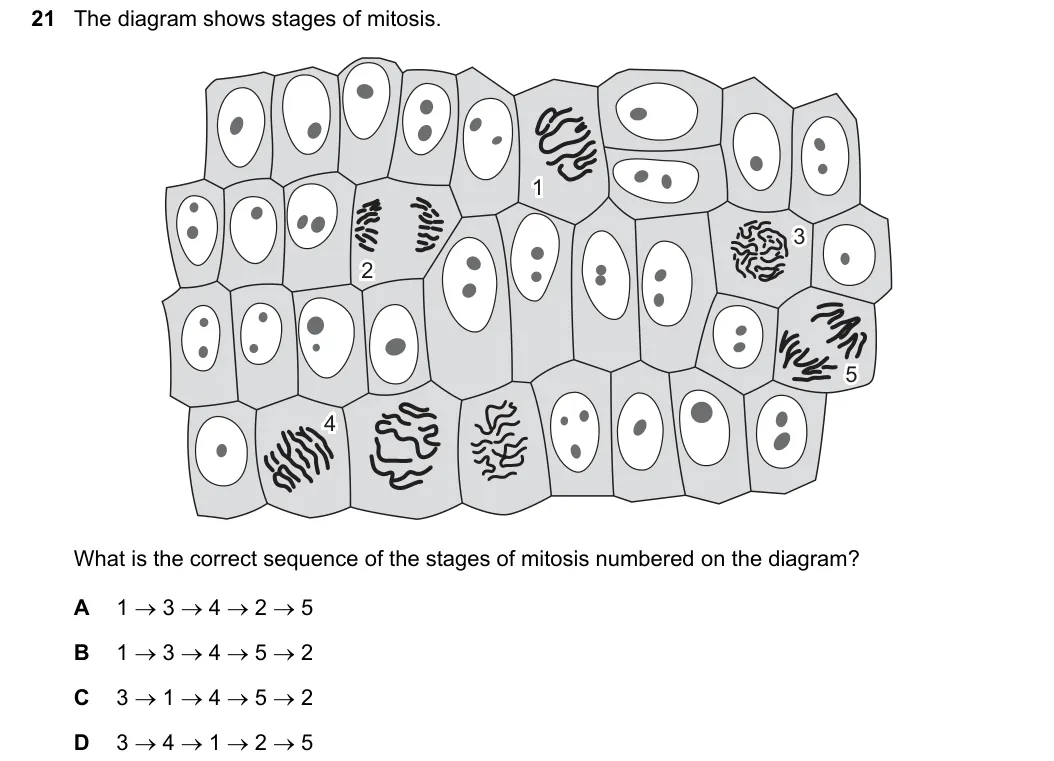 21 The diagram shows stages of mitosis.
1
3
2
5
4
What is the correct sequence of the stages of mitosis numbered on the diagram?
A 1 → 3 → 4 → 2 → 5
B 1 → 3 → 4 → 5 → 2
C 3 → 1 → 4 → 5 → 2
D 3 → 4 → 1 → 2 → 5